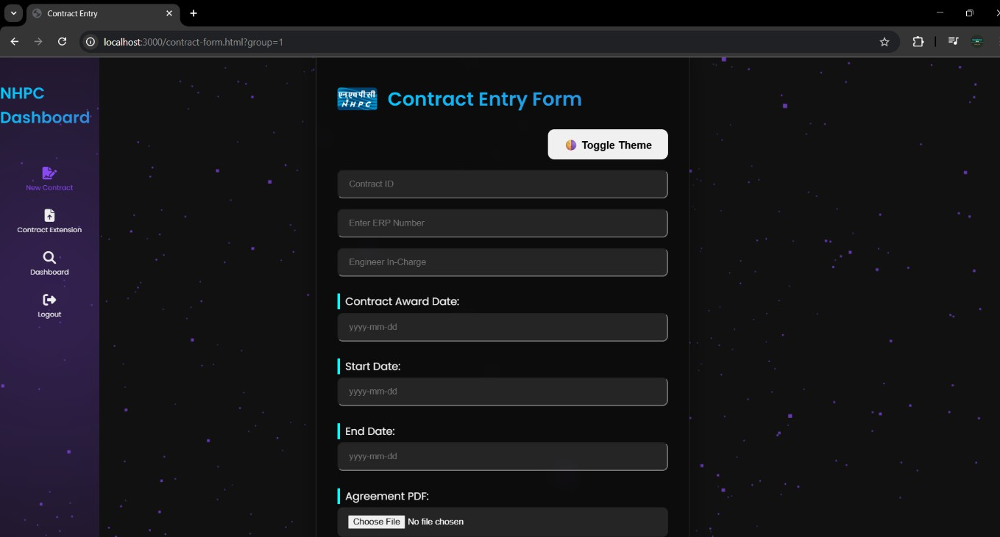 Contract Entry
localhost:3000/contract-form.html?group=1
NHPC
Dashboard
New Contract
Contract Extension
Dashboard
Logout
एनएचपीसी
NHPC
Contract Entry Form
Toggle Theme
Contract ID
Enter ERP Number
Engineer In-Charge
Contract Award Date:
yyyy-mm-dd
Start Date:
yyyy-mm-dd
End Date:
yyyy-mm-dd
Agreement PDF:
Choose File No file chosen